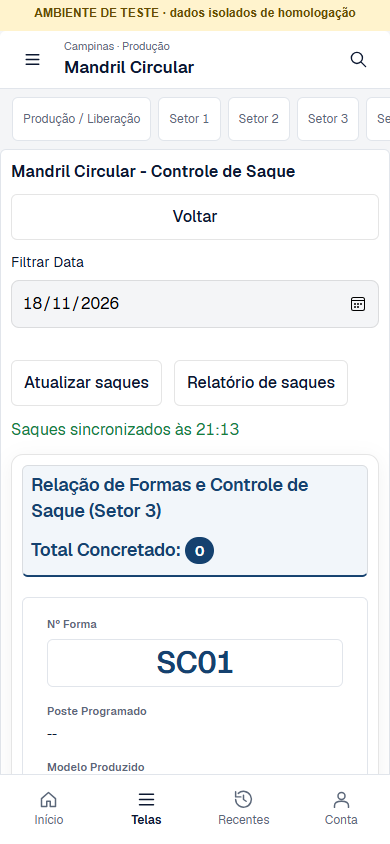 AMBIENTE DE TESTE · dados isolados de homologação
Campinas · Produção
Mandril Circular
Produção / Liberação
Setor 1
Setor 2
Setor 3
Se
Mandril Circular - Controle de Saque
Voltar
Filtrar Data
18/11/2026
Atualizar saques
Relatório de saques
Saques sincronizados às 21:13
Relação de Formas e Controle de
Saque (Setor 3)
Total Concretado: 0
Nº Forma
SC01
Poste Programado
--
Modelo Produzido
Início
Telas
Recentes
Conta